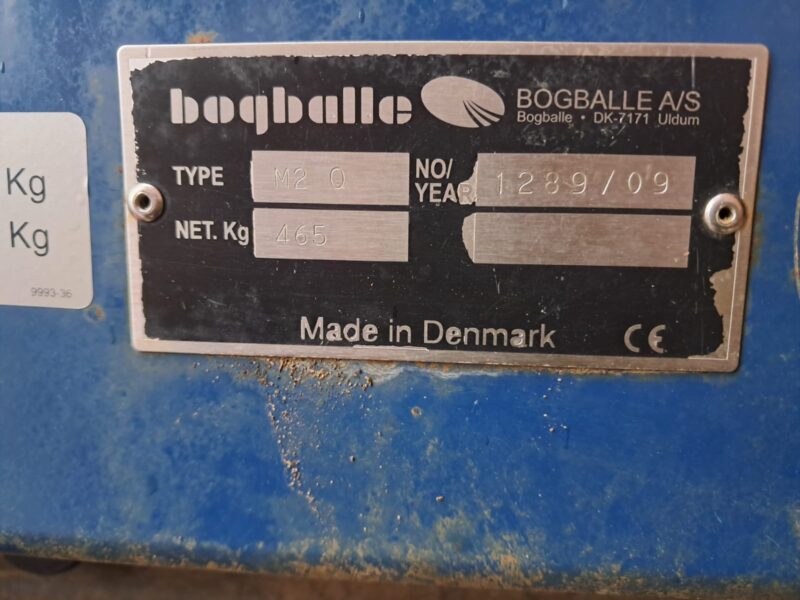 bogballe
BOGBALLE A/S
Bogballe • DK-7171 Uldum
TYPE M2 Q
NO/YEAR 1289/09
NET. Kg 465
Made in Denmark CE
Kg
Kg
9993-36